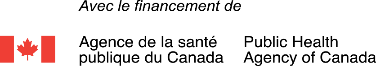 Avec le financement de
Agence de la santé
publique du Canada
Public Health
Agency of Canada